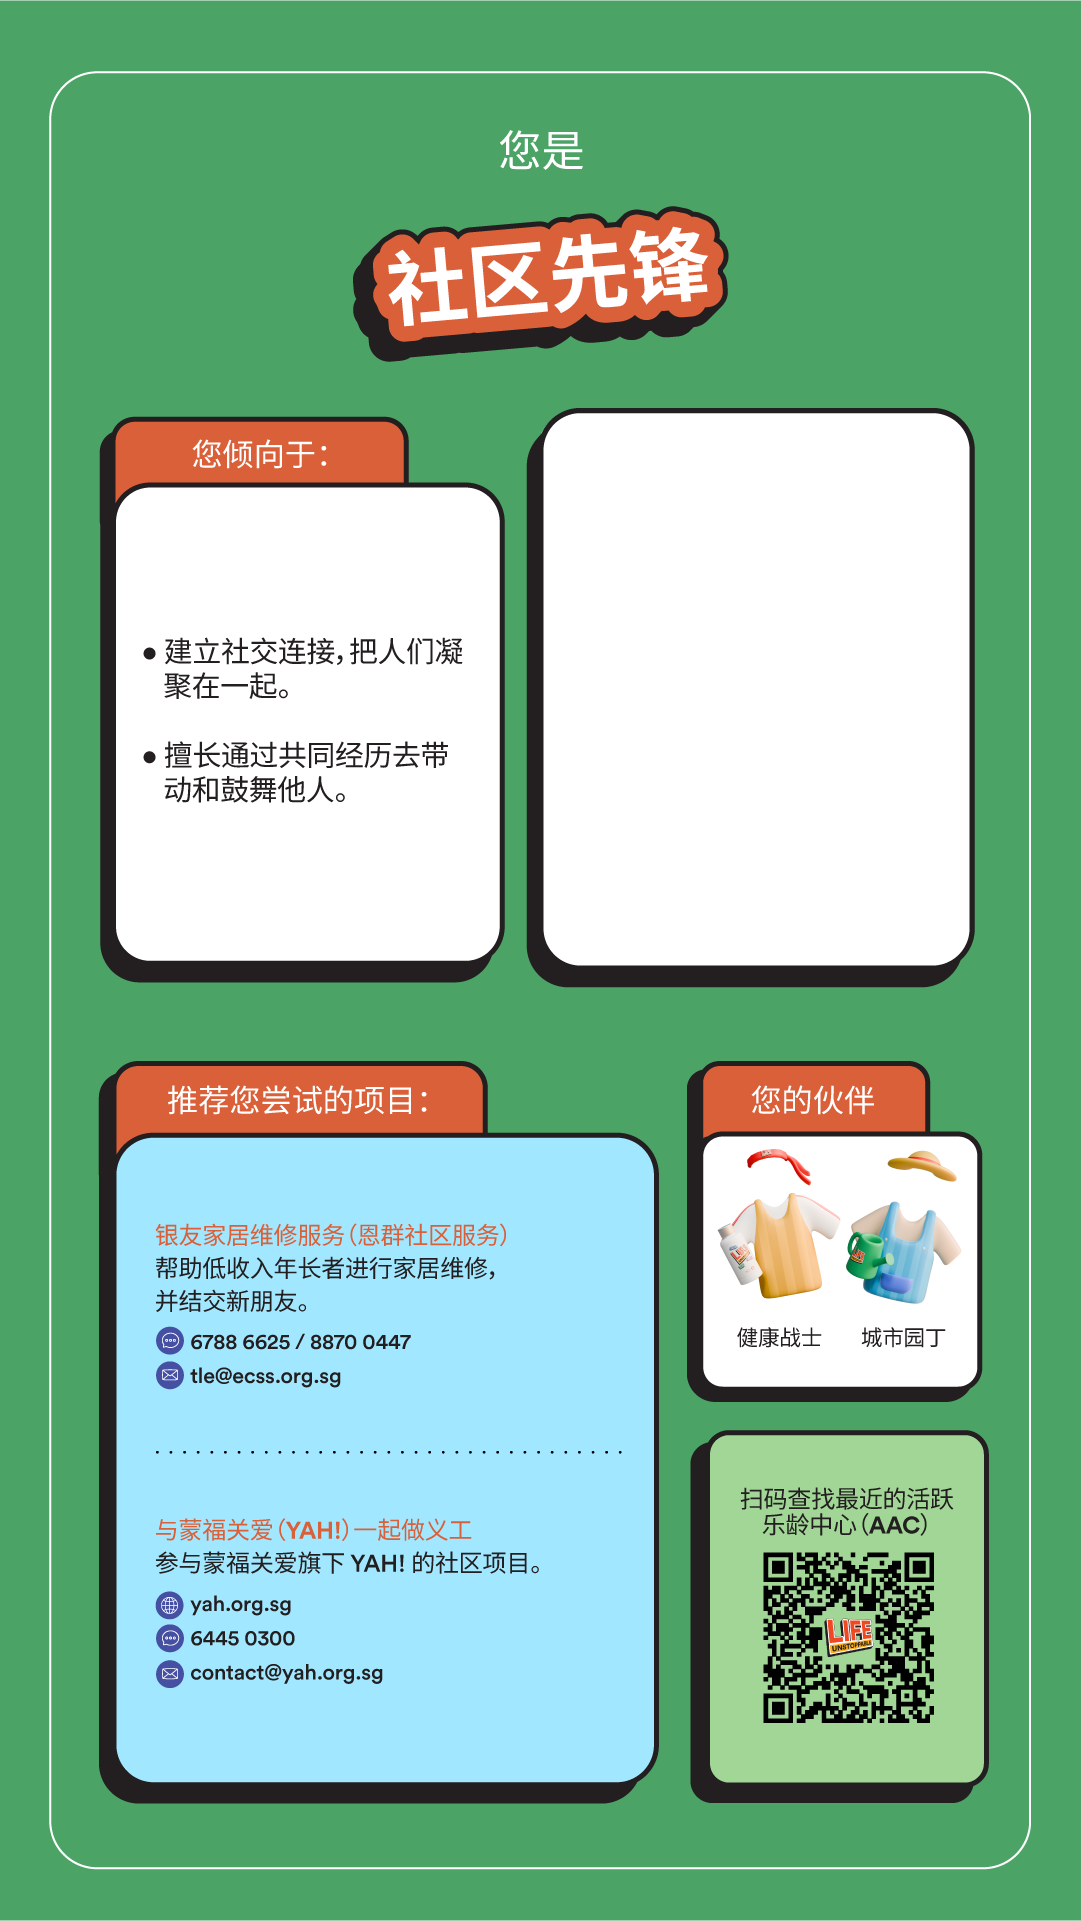 您是
社区先锋
您倾向于：
• 建立社交连接，把人们凝
聚在一起。
• 擅长通过共同经历去带
动和鼓舞他人。
推荐您尝试的项目：
银友家居维修服务（恩群社区服务）
帮助低收入年长者进行家居维修，
并结交新朋友。
6788 6625 / 8870 0447
tle@ecss.org.sg
与蒙福关爱（YAH!）一起做义工
参与蒙福关爱旗下 YAH! 的社区项目。
yah.org.sg
6445 0300
contact@yah.org.sg
您的伙伴
健康战士
城市园丁
扫码查找最近的活跃
乐龄中心（AAC）
LIFE
UNSTOPPABLE